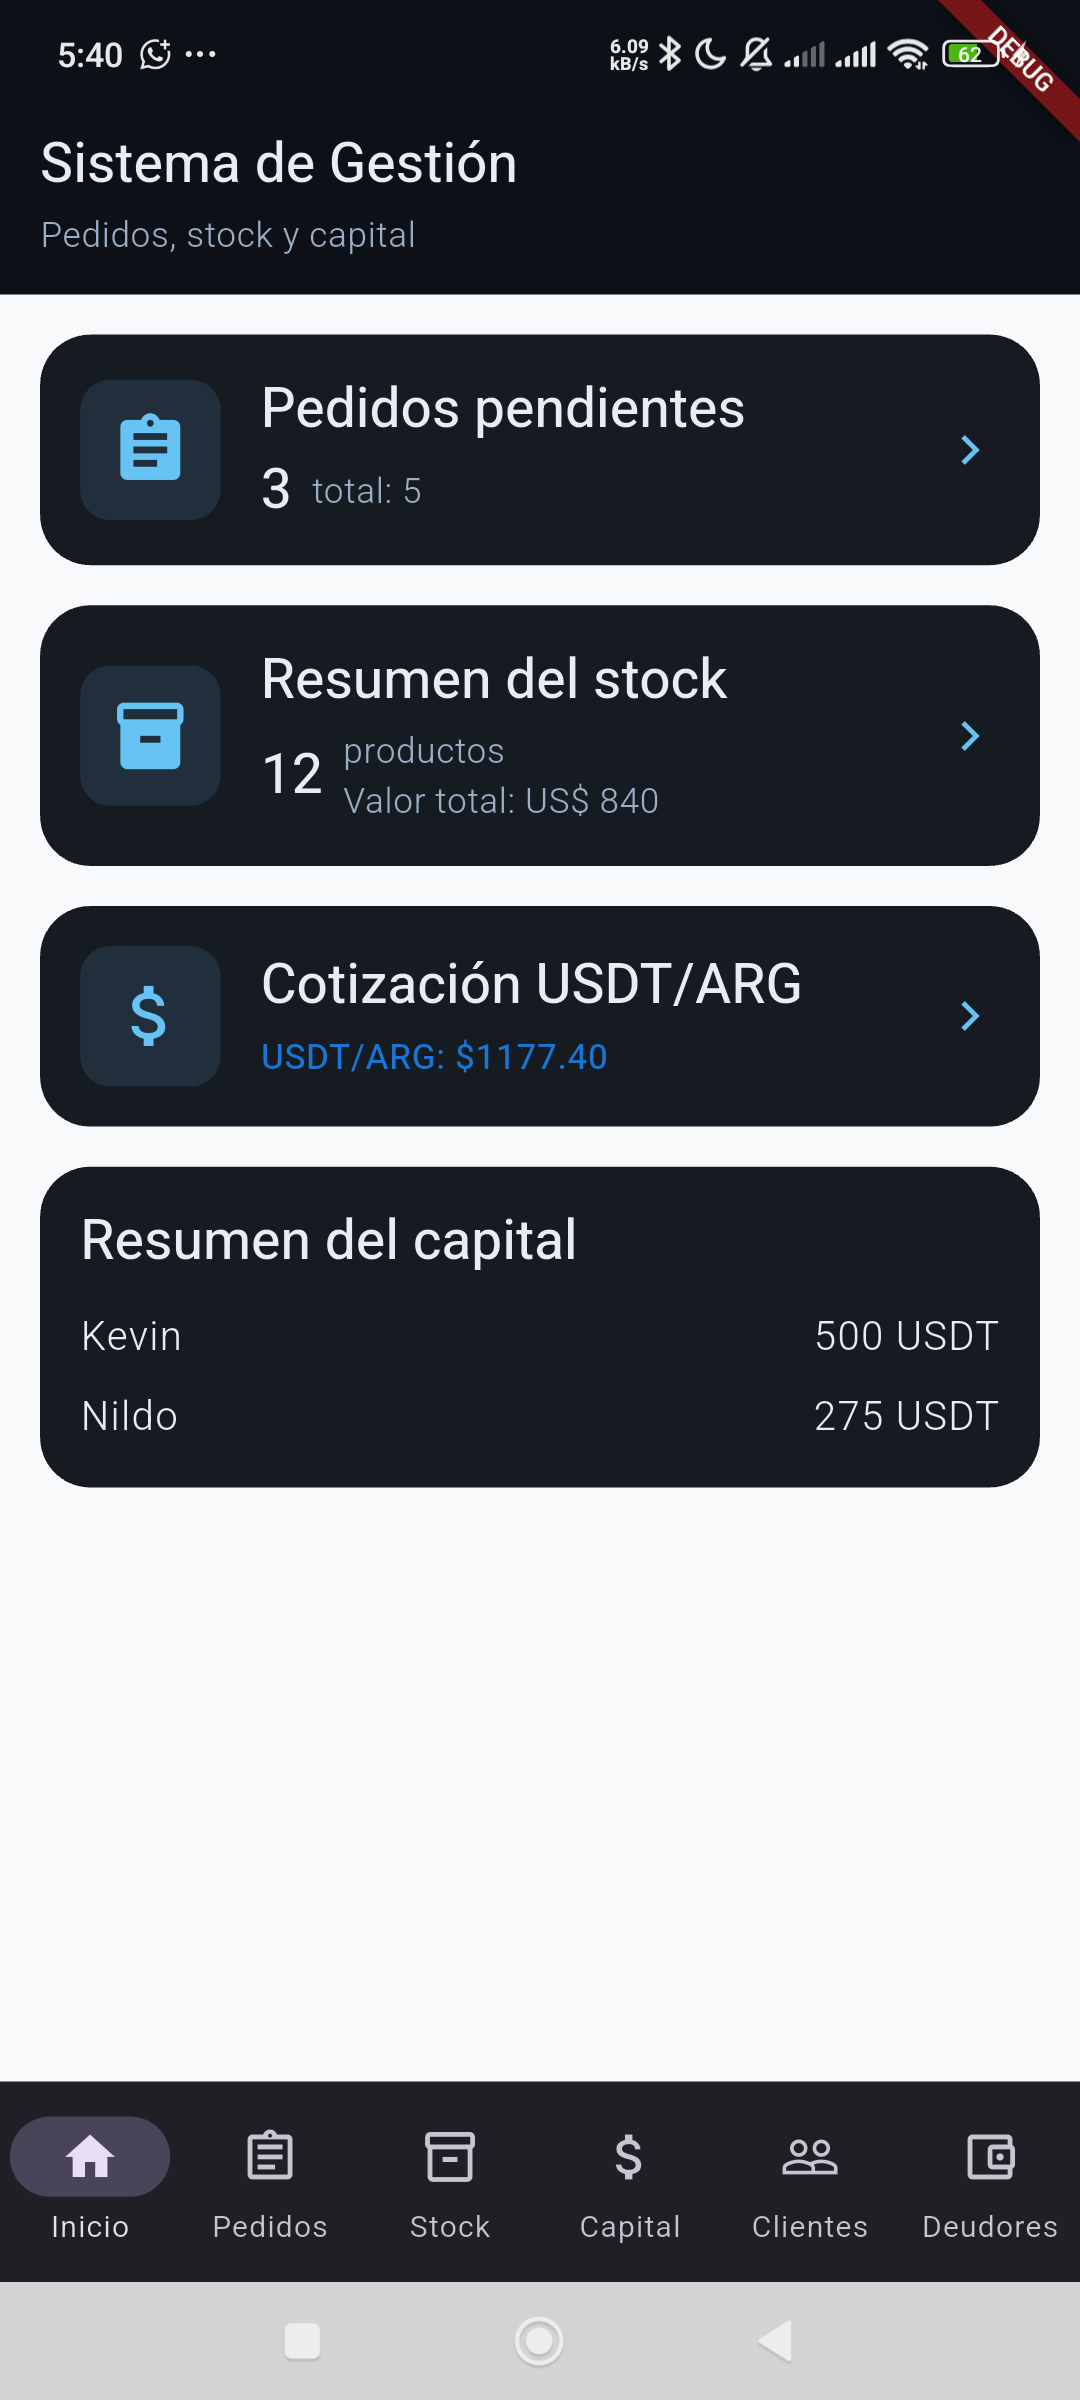 5:40
6.09
kB/s
62
DEBUG
Sistema de Gestión
Pedidos, stock y capital
Pedidos pendientes
3 total: 5
Resumen del stock
12 productos
Valor total: US$ 840
Cotización USDT/ARG
USDT/ARG: $1177.40
Resumen del capital
Kevin 500 USDT
Nildo 275 USDT
Inicio Pedidos Stock Capital Clientes Deudores